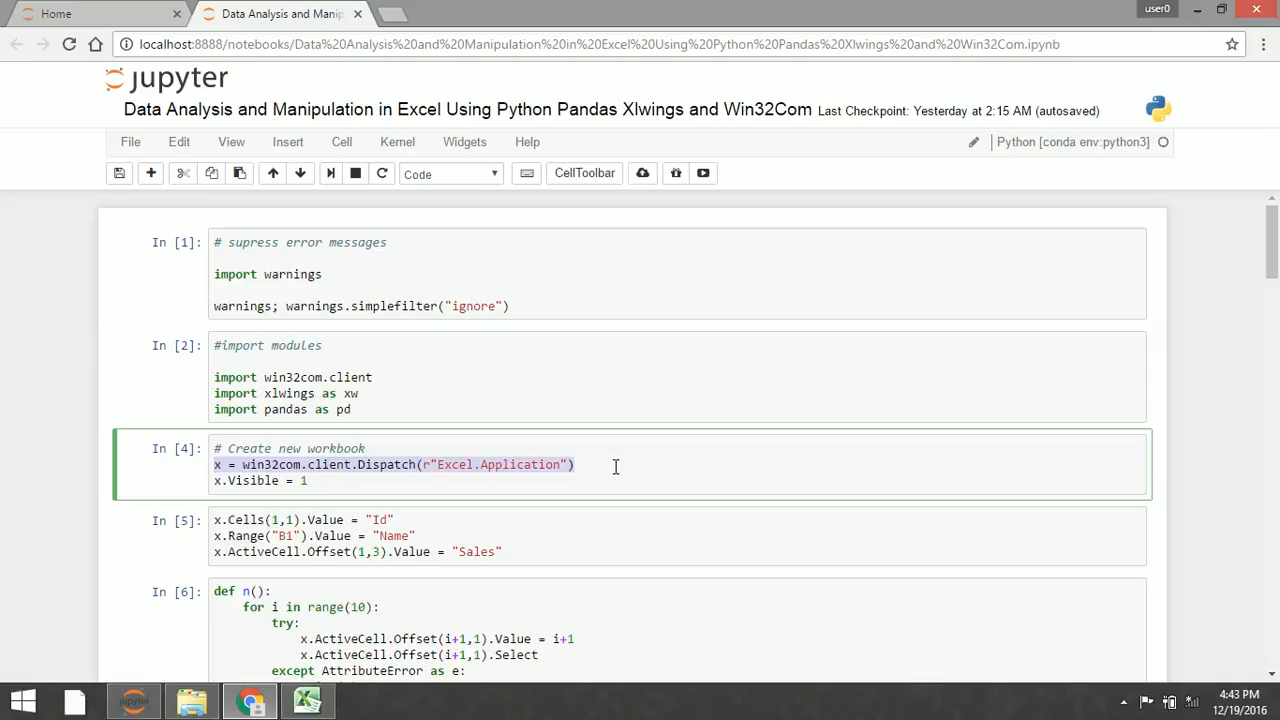 Home
Data Analysis and Manip
user0
localhost:8888/notebooks/Data%20Analysis%20and%20Manipulation%20in%20Excel%20Using%20Python%20Pandas%20Xlwings%20and%20Win32Com.ipynb
jupyter
Data Analysis and Manipulation in Excel Using Python Pandas Xlwings and Win32Com Last Checkpoint: Yesterday at 2:15 AM (autosaved)
File Edit View Insert Cell Kernel Widgets Help
Python [conda env:python3]
Code
CellToolbar
In [1]: # supress error messages
import warnings
warnings; warnings.simplefilter("ignore")
In [2]: #import modules
import win32com.client
import xlwings as xw
import pandas as pd
In [4]: # Create new workbook
x = win32com.client.Dispatch(r"Excel.Application")
x.Visible = 1
In [5]: x.Cells(1,1).Value = "Id"
x.Range("B1").Value = "Name"
x.ActiveCell.Offset(1,3).Value = "Sales"
In [6]: def n():
for i in range(10):
try:
x.ActiveCell.Offset(i+1,1).Value = i+1
x.ActiveCell.Offset(i+1,1).Select
except AttributeError as e:
jupyter
4:43 PM
12/19/2016